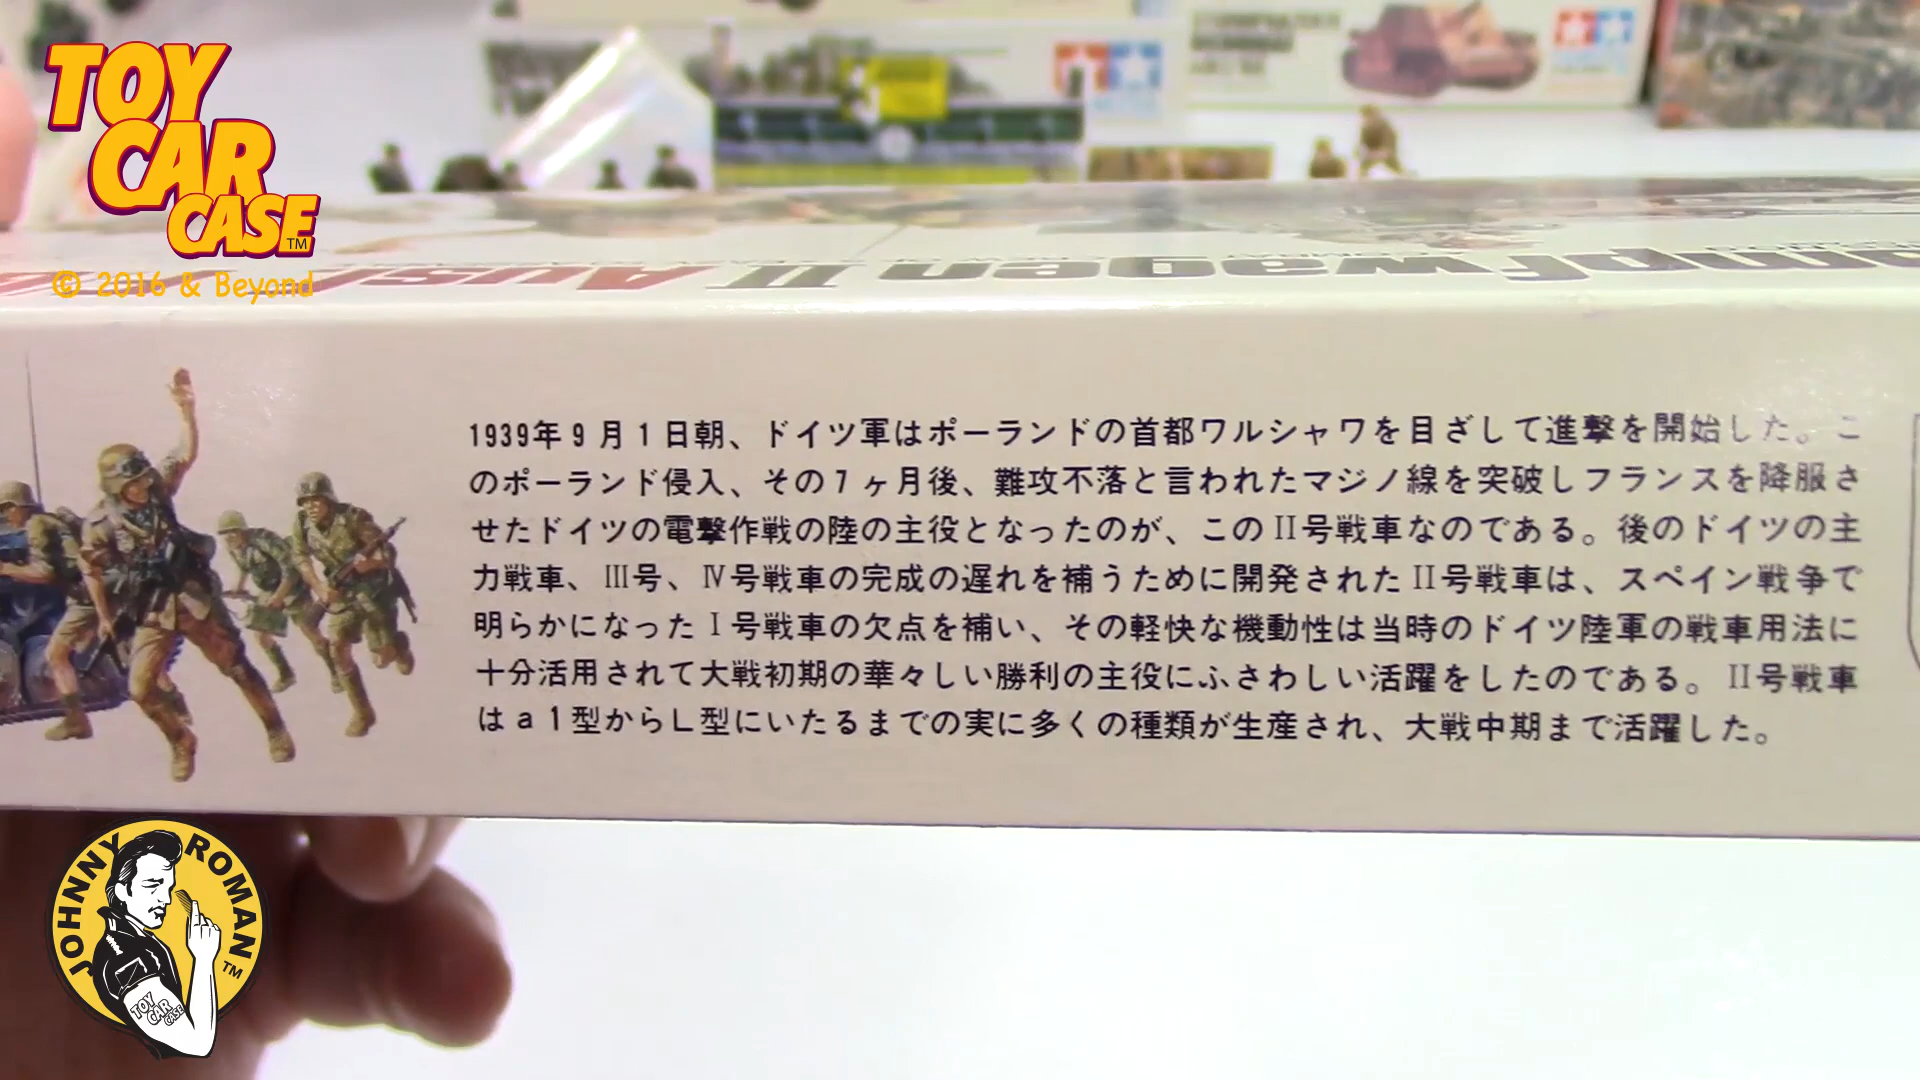 TOY
CAR
CASE
TM
© 2016 & Beyond
Panzerkampfwagen II Ausf
1939年9月1日朝、ドイツ軍はポーランドの首都ワルシャワを目ざして進撃を開始した。こ
のポーランド侵入、その7ヶ月後、難攻不落と言われたマジノ線を突破しフランスを降服さ
せたドイツの電撃作戦の陸の主役となったのが、このⅡ号戦車なのである。後のドイツの主
力戦車、Ⅲ号、Ⅳ号戦車の完成の遅れを補うために開発されたⅡ号戦車は、スペイン戦争で
明らかになったⅠ号戦車の欠点を補い、その軽快な機動性は当時のドイツ陸軍の戦車用法に
十分活用されて大戦初期の華々しい勝利の主役にふさわしい活躍をしたのである。Ⅱ号戦車
はa1型からL型にいたるまでの実に多くの種類が生産され、大戦中期まで活躍した。
JOHNNY ROMAN
TM
TOY
CAR
CASE